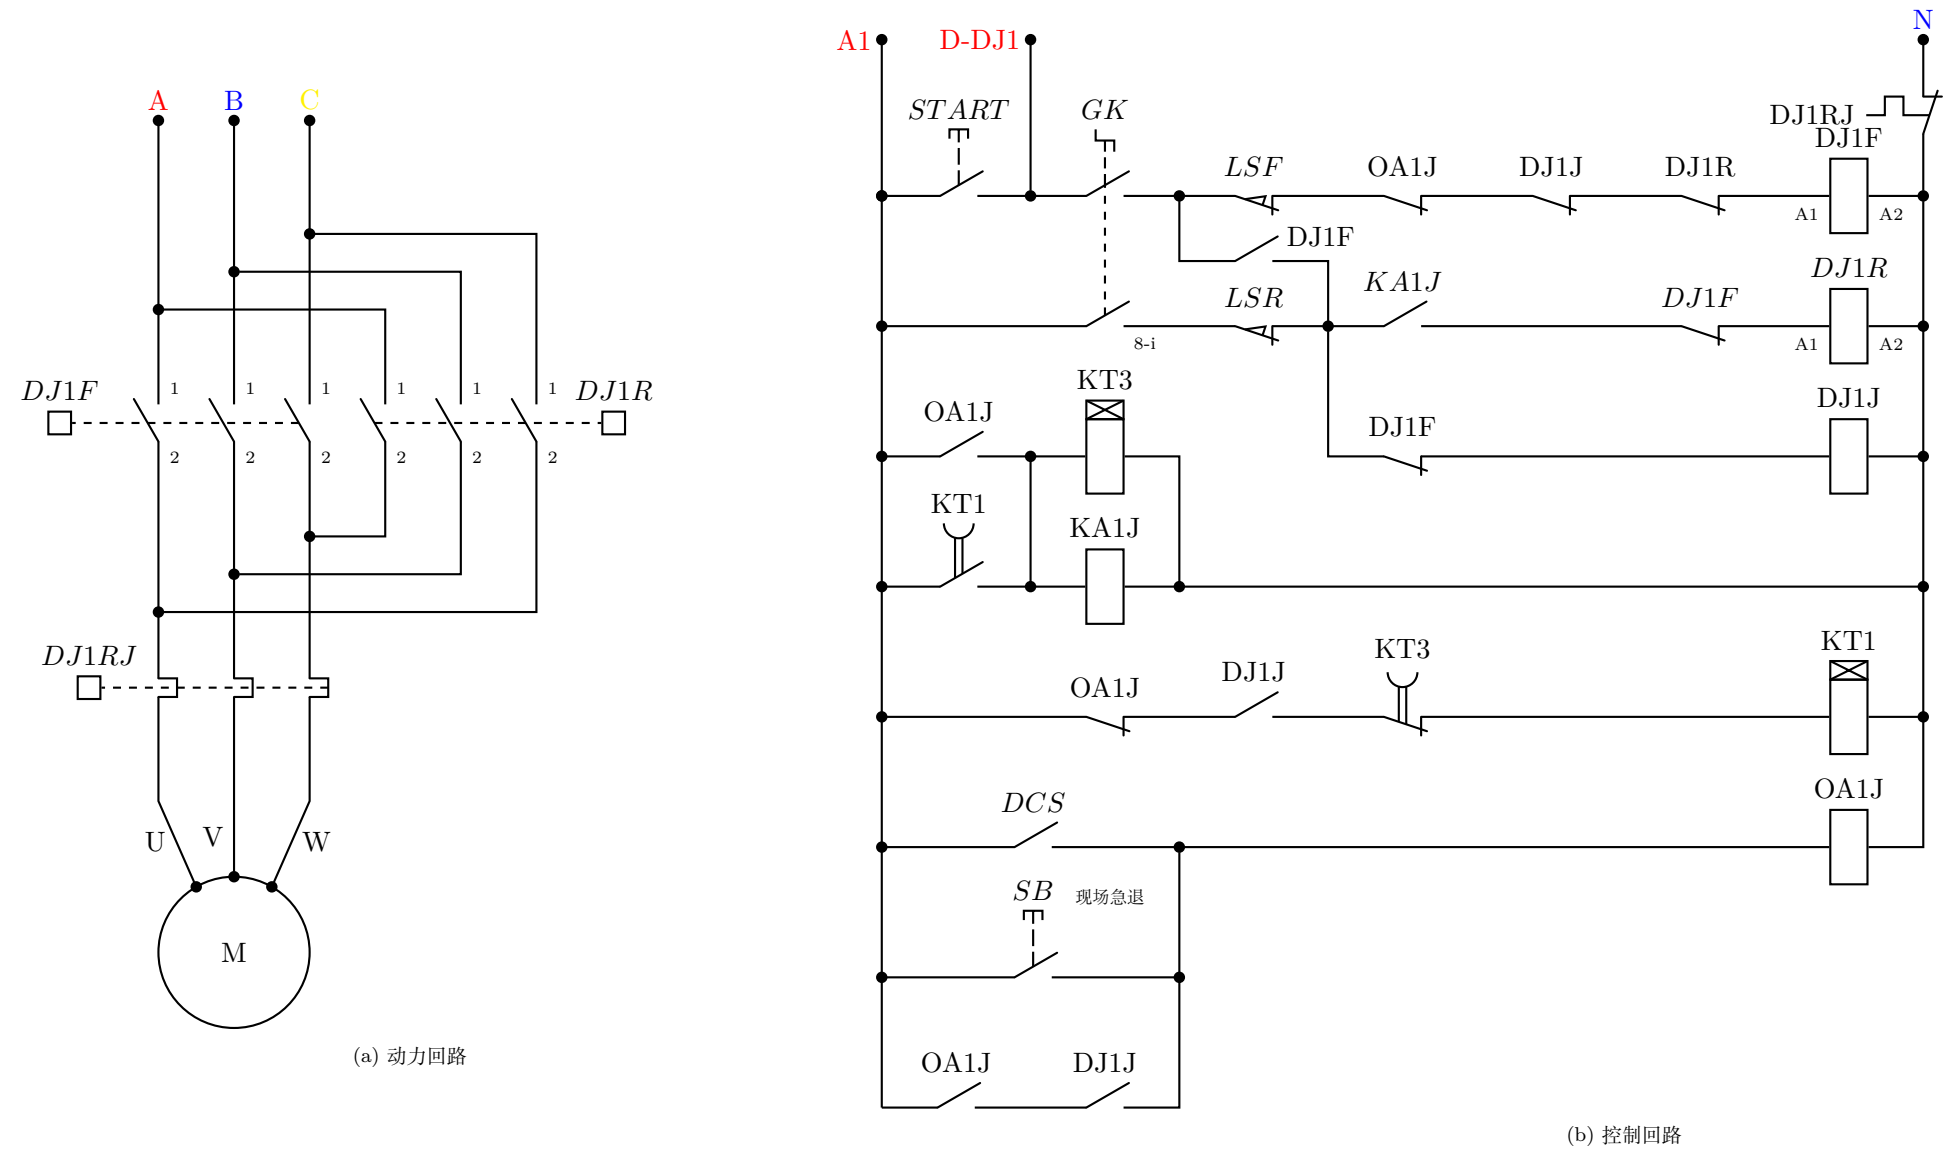 A B C
DJ1F
1 1 1 1 1 1
DJ1R
2 2 2 2 2 2
DJ1RJ
U V W
M
(a) 动力回路
A1 D-DJ1 N
START GK DJ1RJ
LSF OA1J DJ1J DJ1R DJ1F
A1 A2
DJ1F
LSR KA1J DJ1F DJ1R
8-i A1 A2
OA1J KT3 DJ1F DJ1J
KT1 KA1J
OA1J DJ1J KT3 KT1
DCS OA1J
SB 现场急退
OA1J DJ1J
(b) 控制回路